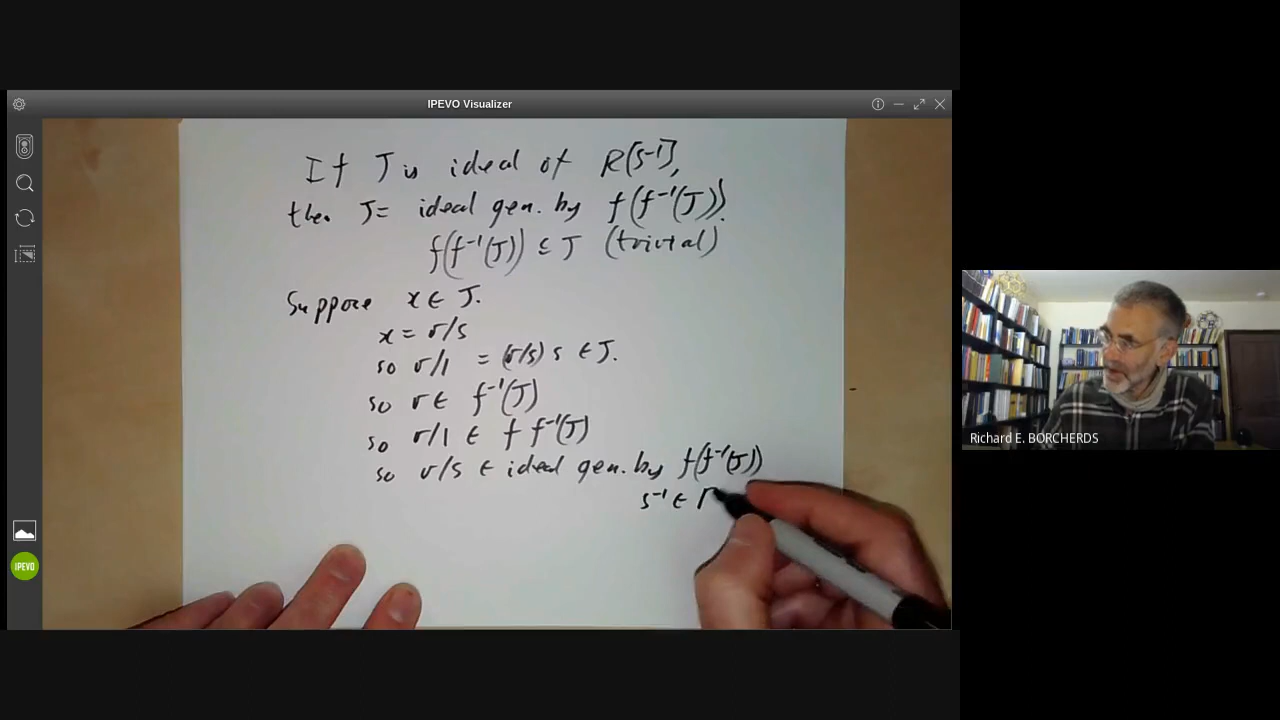 IPEVO Visualizer
If J is ideal of R[S⁻¹],
then J = ideal gen. by f(f⁻¹(J)).
f(f⁻¹(J)) ⊆ J (trivial)
Suppose x ∈ J.
x = r/s
so r/1 = (r/s) s ∈ J.
so r ∈ f⁻¹(J)
so r/1 ∈ f f⁻¹(J)
so r/s ∈ ideal gen. by f(f⁻¹(J))
s⁻¹ ∈
IPEVO
Richard E. BORCHERDS